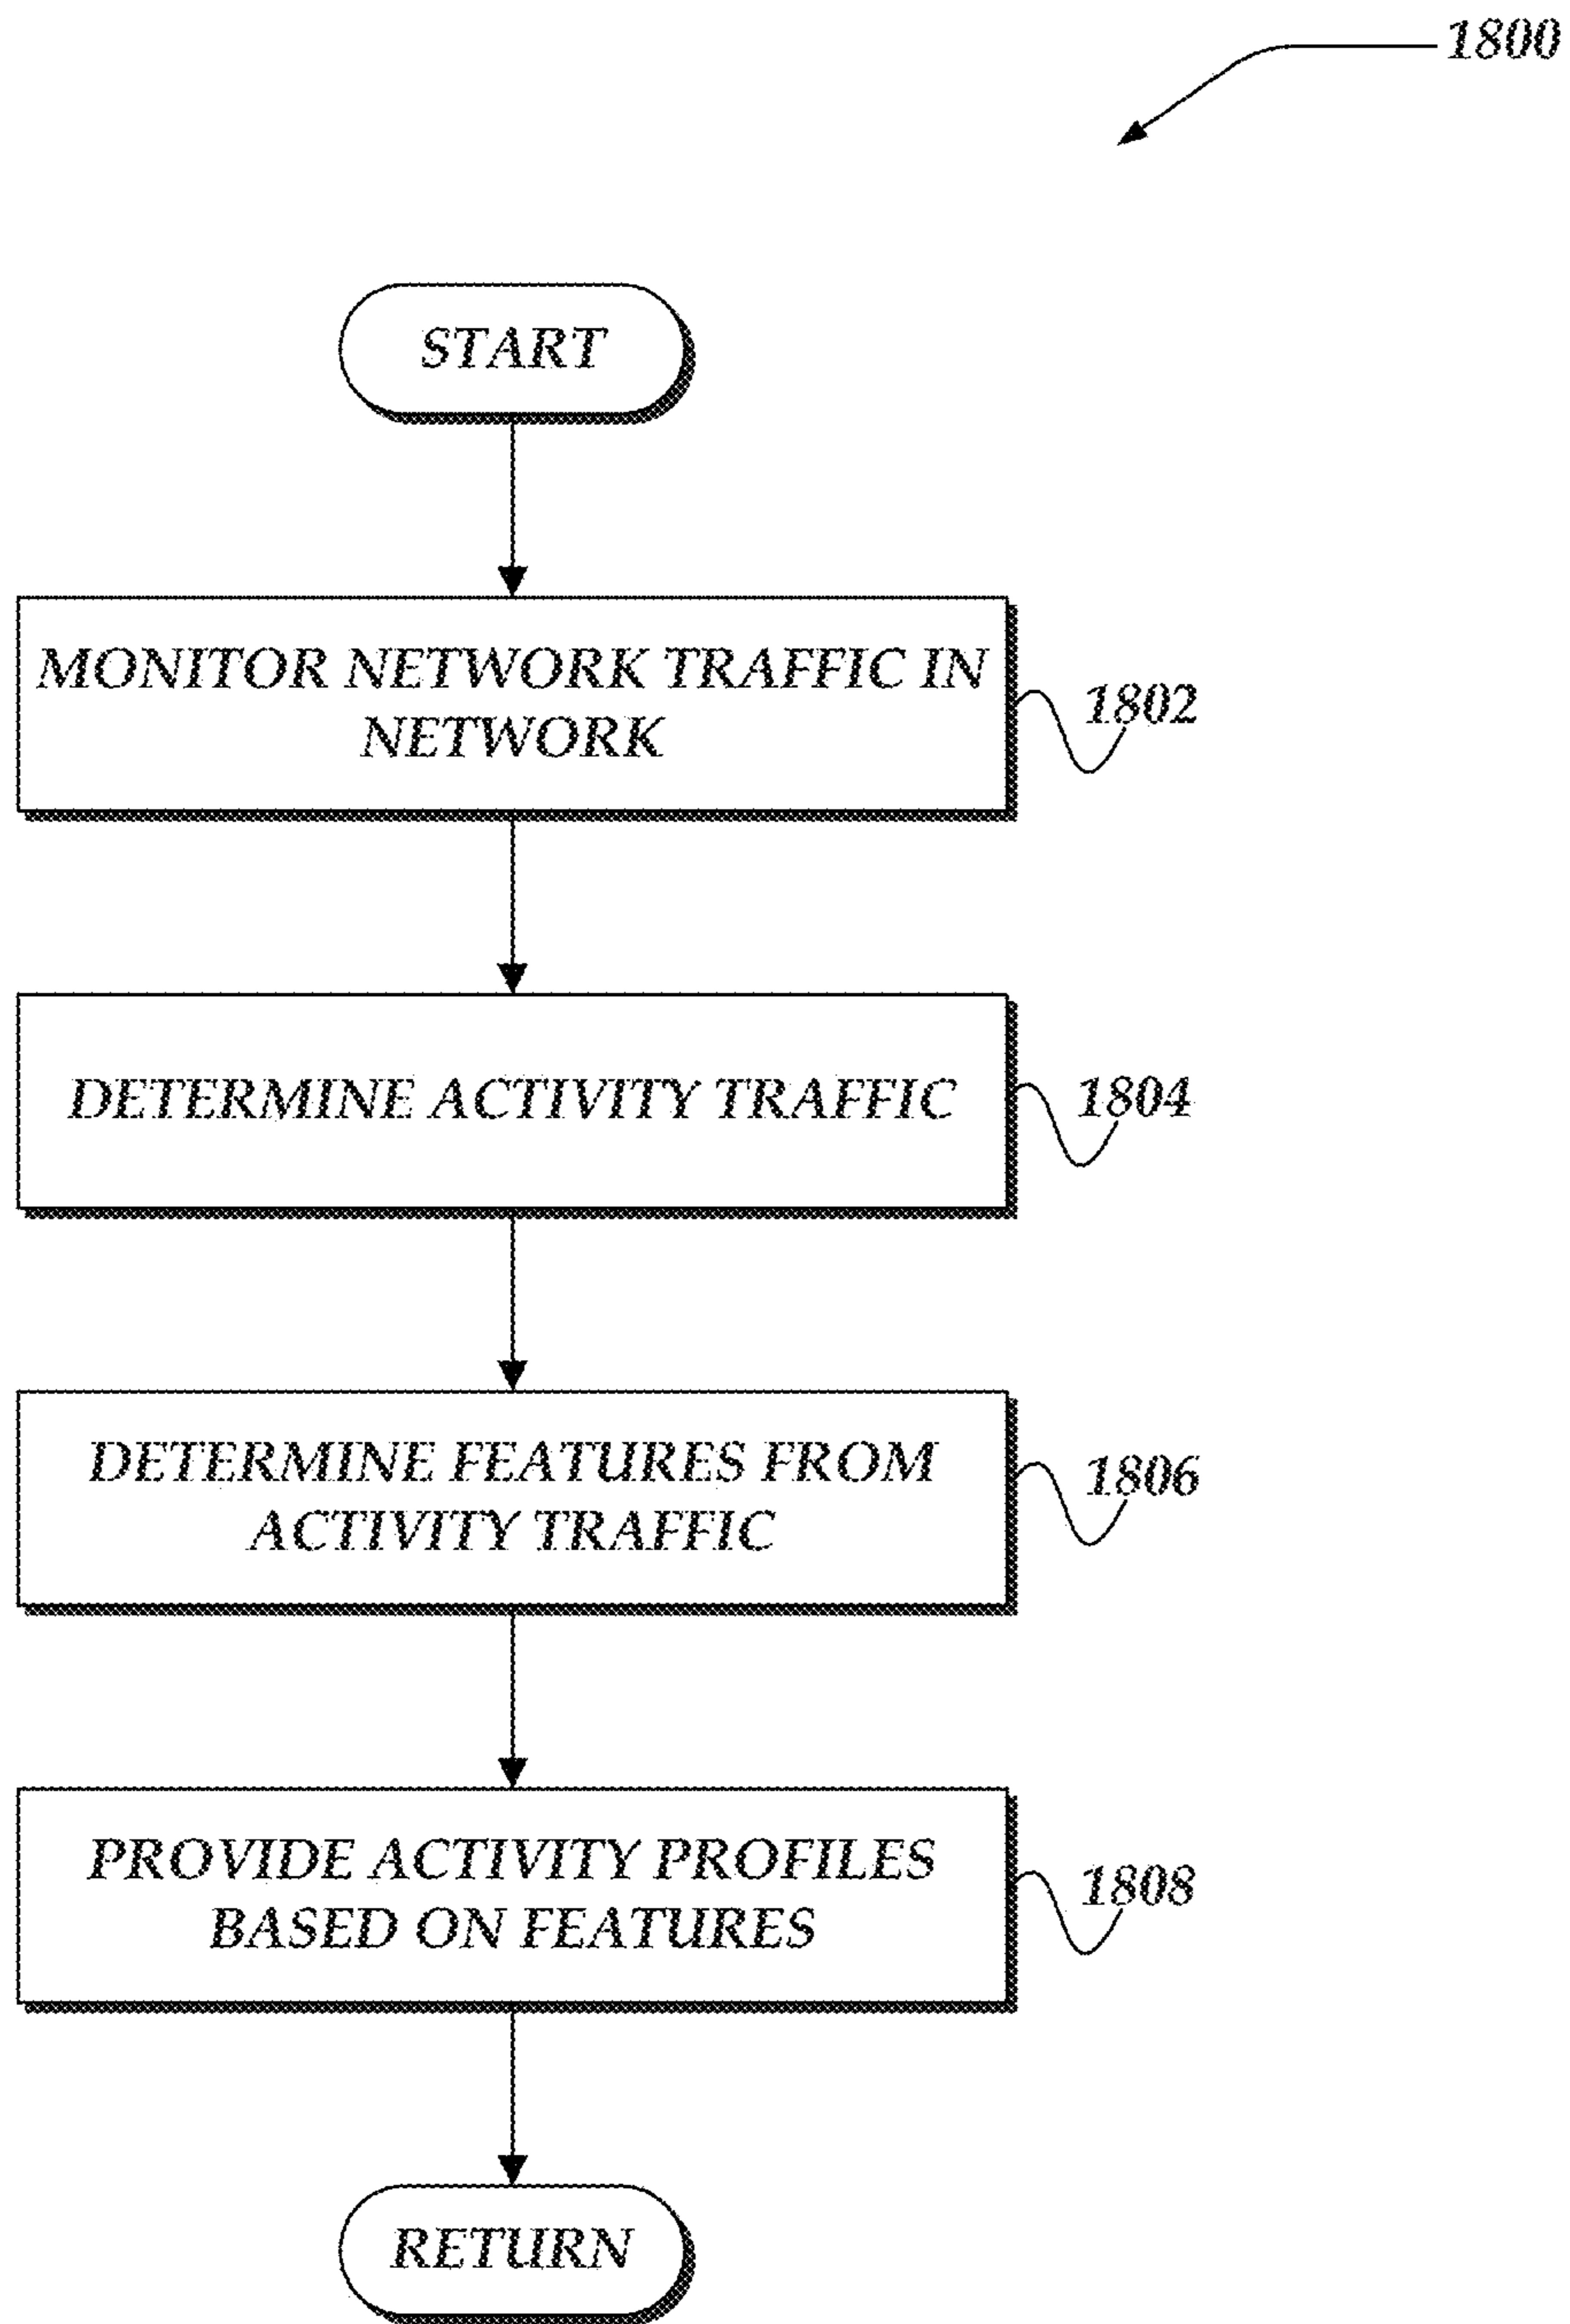 1800
START
MONITOR NETWORK TRAFFIC IN
NETWORK
1802
DETERMINE ACTIVITY TRAFFIC
1804
DETERMINE FEATURES FROM
ACTIVITY TRAFFIC
1806
PROVIDE ACTIVITY PROFILES
BASED ON FEATURES
1808
RETURN